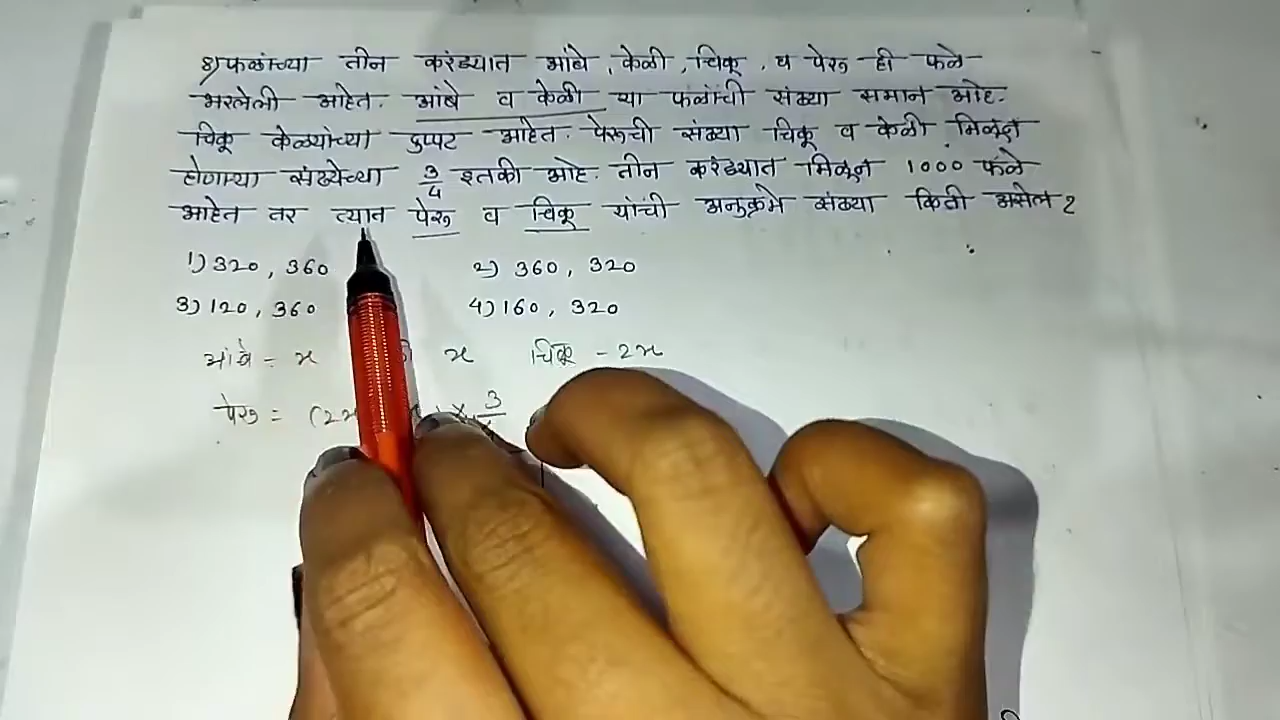 8) फळांच्या तीन करंड्यात आंबे, केळी, चिकू, व पेरू ही फळे
भरलेली आहेत. आंबे व केळी या फळांची संख्या समान आहे.
चिकू केळ्यांच्या दुप्पट आहेत. पेरूची संख्या चिकू व केळी मिळून
होणाऱ्या संख्येच्या 3/4 इतकी आहे. तीन करंड्यात मिळून 1000 फळे
आहेत तर त्यात पेरू व चिकू यांची अनुक्रमे संख्या किती असेल ?
1) 320, 360 2) 360, 320
3) 120, 360 4) 160, 320
आंबे = x x चिकू - 2x
पेरू = (2x × 3